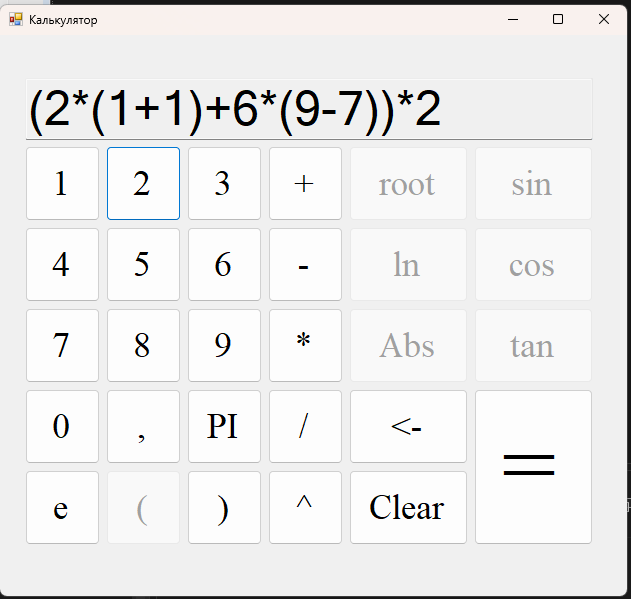 Калькулятор
(2*(1+1)+6*(9-7))*2
1 2 3 + root sin
4 5 6 - ln cos
7 8 9 * Abs tan
0 , PI / <- =
e ( ) ^ Clear